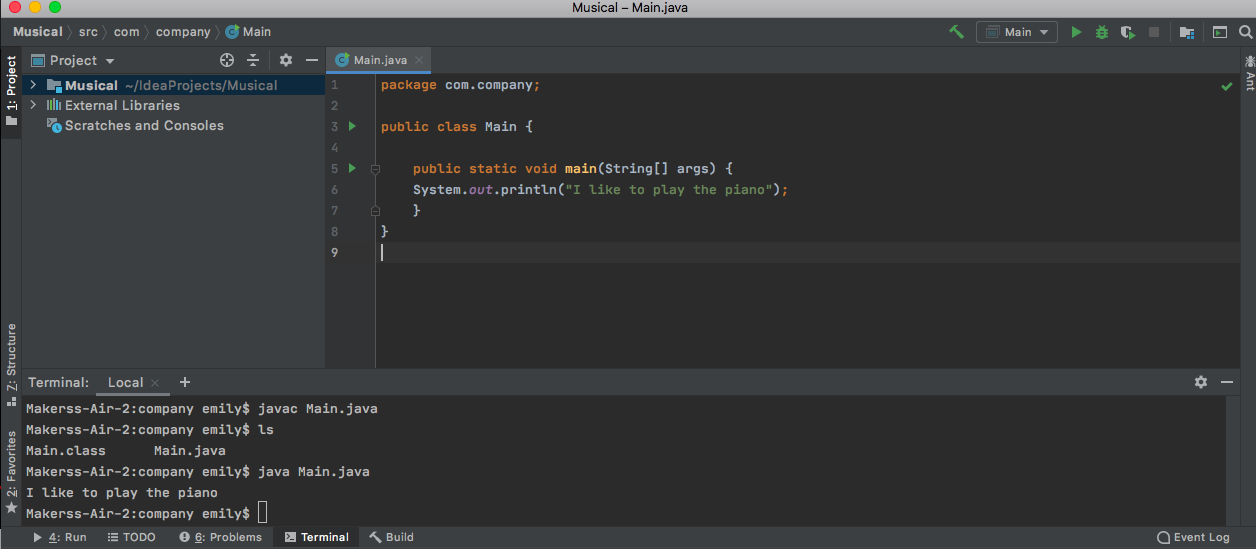 Musical – Main.java
Musical src com company Main
Main
1: Project
Project
Musical ~/IdeaProjects/Musical
External Libraries
Scratches and Consoles
Main.java
1 package com.company;
2
3 public class Main {
4
5 public static void main(String[] args) {
6 System.out.println("I like to play the piano");
7 }
8 }
9
Ant
7: Structure
2: Favorites
Terminal: Local +
Makerss-Air-2:company emily$ javac Main.java
Makerss-Air-2:company emily$ ls
Main.class Main.java
Makerss-Air-2:company emily$ java Main.java
I like to play the piano
Makerss-Air-2:company emily$
4: Run TODO 6: Problems Terminal Build Event Log